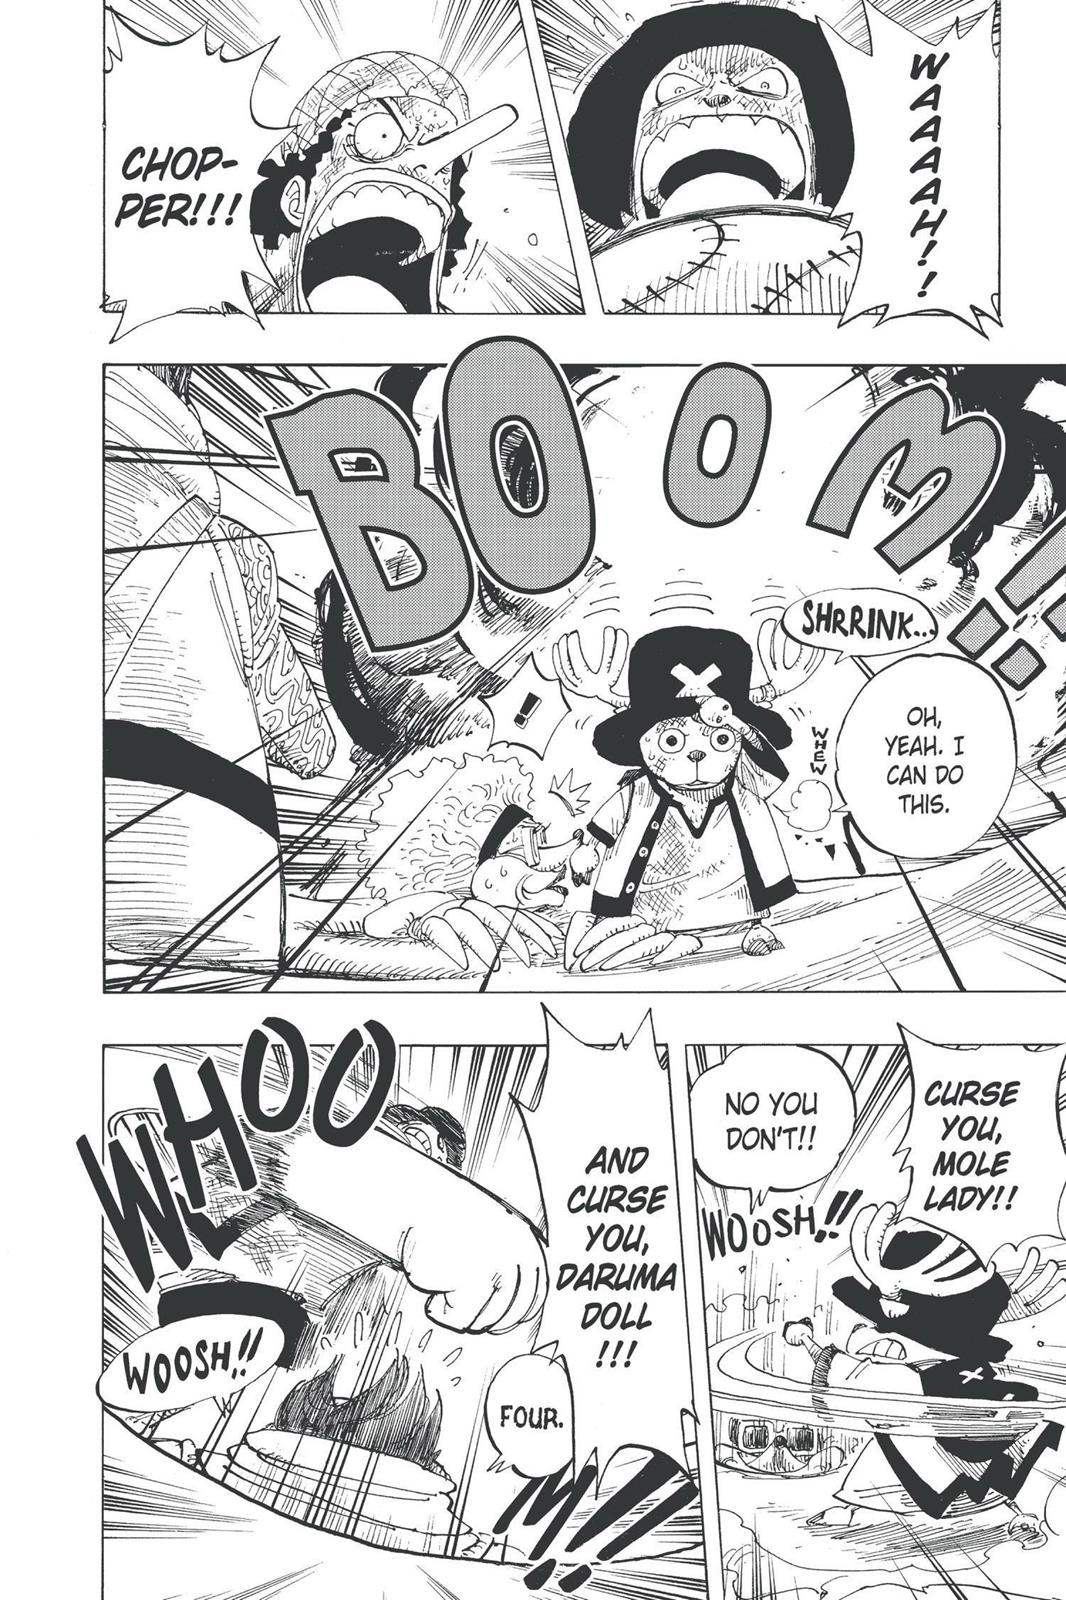 WAAAAH!!
CHOP-
PER!!!
BOOM!!
SHRRINK...
OH,
YEAH. I
CAN DO
THIS.
WHEW
!
CURSE
YOU,
MOLE
LADY!!
NO YOU
DON'T!!
WOOSH!!
AND
CURSE
YOU,
DARUMA
DOLL
!!!
WHOO
M!!
WOOSH!!
FOUR.